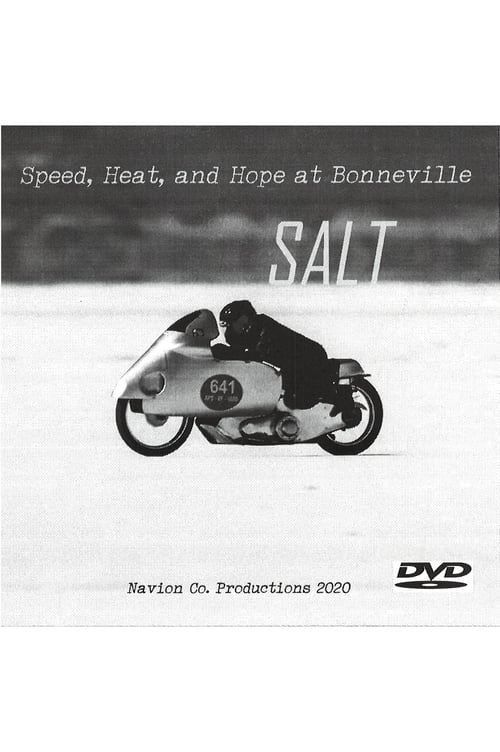 Speed, Heat, and Hope at Bonneville
SALT
641
Navion Co. Productions 2020
DVD